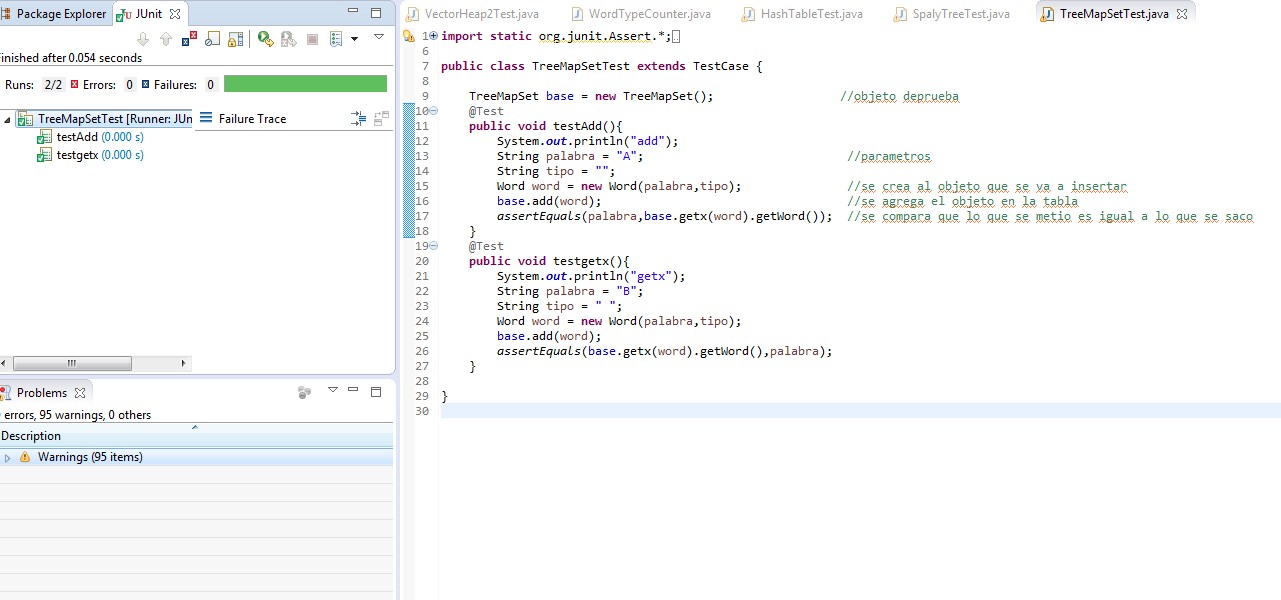 Package Explorer
JUnit
Finished after 0.054 seconds
Runs: 2/2 Errors: 0 Failures: 0
TreeMapSetTest [Runner: JUn
Failure Trace
testAdd (0.000 s)
testgetx (0.000 s)
Problems
errors, 95 warnings, 0 others
Description
Warnings (95 items)
VectorHeap2Test.java
WordTypeCounter.java
HashTableTest.java
SpalyTreeTest.java
TreeMapSetTest.java
1 import static org.junit.Assert.*;
6
7 public class TreeMapSetTest extends TestCase {
8
9 TreeMapSet base = new TreeMapSet(); //objeto deprueba
10 @Test
11 public void testAdd(){
12 System.out.println("add");
13 String palabra = "A"; //parametros
14 String tipo = "";
15 Word word = new Word(palabra,tipo); //se crea al objeto que se va a insertar
16 base.add(word); //se agrega el objeto en la tabla
17 assertEquals(palabra,base.getx(word).getWord()); //se compara que lo que se metio es igual a lo que se saco
18 }
19 @Test
20 public void testgetx(){
21 System.out.println("getx");
22 String palabra = "B";
23 String tipo = " ";
24 Word word = new Word(palabra,tipo);
25 base.add(word);
26 assertEquals(base.getx(word).getWord(),palabra);
27 }
28
29 }
30